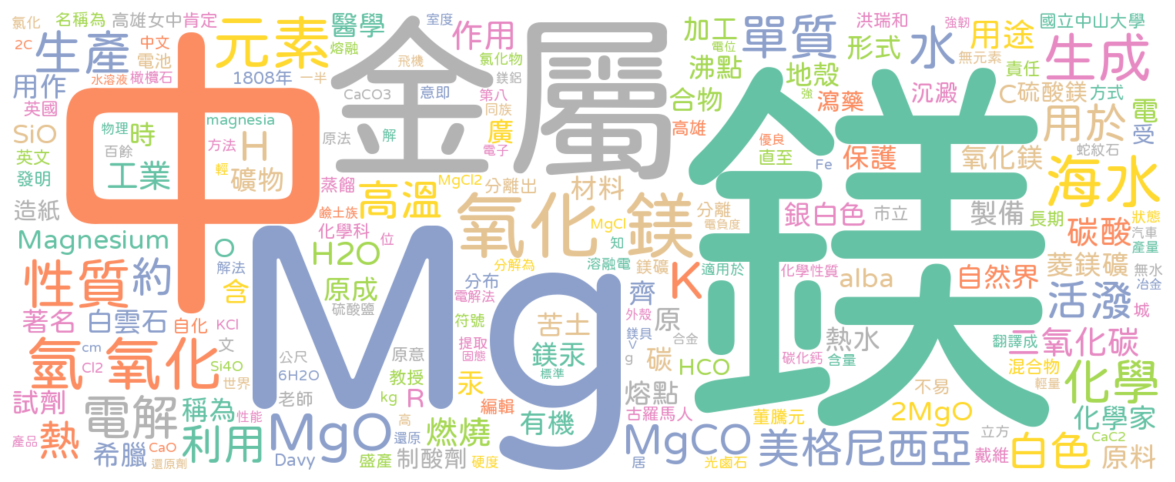 氯化
名稱為
高雄女中
肯定
2C
中文
電池
生產
水溶液
橄欖石
用作
元素
1808年
一半
醫學
室度
熔融
金屬
飛機
作用
氯化物
CaCO3
意即
鎂鋁
第八
加工
電位
單質
洪瑞和
強韌
國立中山大學
形式
水
用途
無元素
責任
生成
沸點
地殼
合物
瀉藥
沉澱
C
硫酸鎂
方式
英國
SiO
英文
發明
物理
時
百餘
工業
中
magnesia
H
方法
輕
礦物
原法
解
廣
同族
電子
高雄
強
優良
直至
Fe
保護
用於
氧化鎂
電
受
蛇紋石
海水
造紙
Magnesium
O
蒸餾
鹼土族
化學科
位
高溫
MgCl2
分離出
材料
氧化
鎂
MgCl
知
分離
電負度
銀白色
市立
製備
長期
碳酸
狀態
汽車
產量
性質
約
解法
含
H2O
原成
硫酸鹽
分解為
分布
電解法
符號
溶融電
鎂礦
適用於
K
化學性質
alba
自然界
菱鎂礦
無水
冶金
著名
白雲石
自化
KCl
文
cm
Cl2
Si4O
世界
氫
氧化
公尺
6H2O
老師
原意
教授
kg
R
提取
固態
汞
編輯
Mg
苦土
鎂汞
標準
齊
外殼
鎂具
V
g
原
合金
碳
HCO
碳化鈣
含量
熱水
活潑
城
二氧化碳
翻譯成
混合物
輕量
鎂
試劑
熱
產品
CaO
還原劑
電解
希臘
稱為
性能
利用
Davy
MgO
高
還原
盛產
燃燒
制酸劑
硬度
有機
居
熔點
古羅馬人
MgCO
光鹵石
董騰元
美格尼西亞
2MgO
不易
立方
戴維
化學
化學家
CaC2
白色
原料